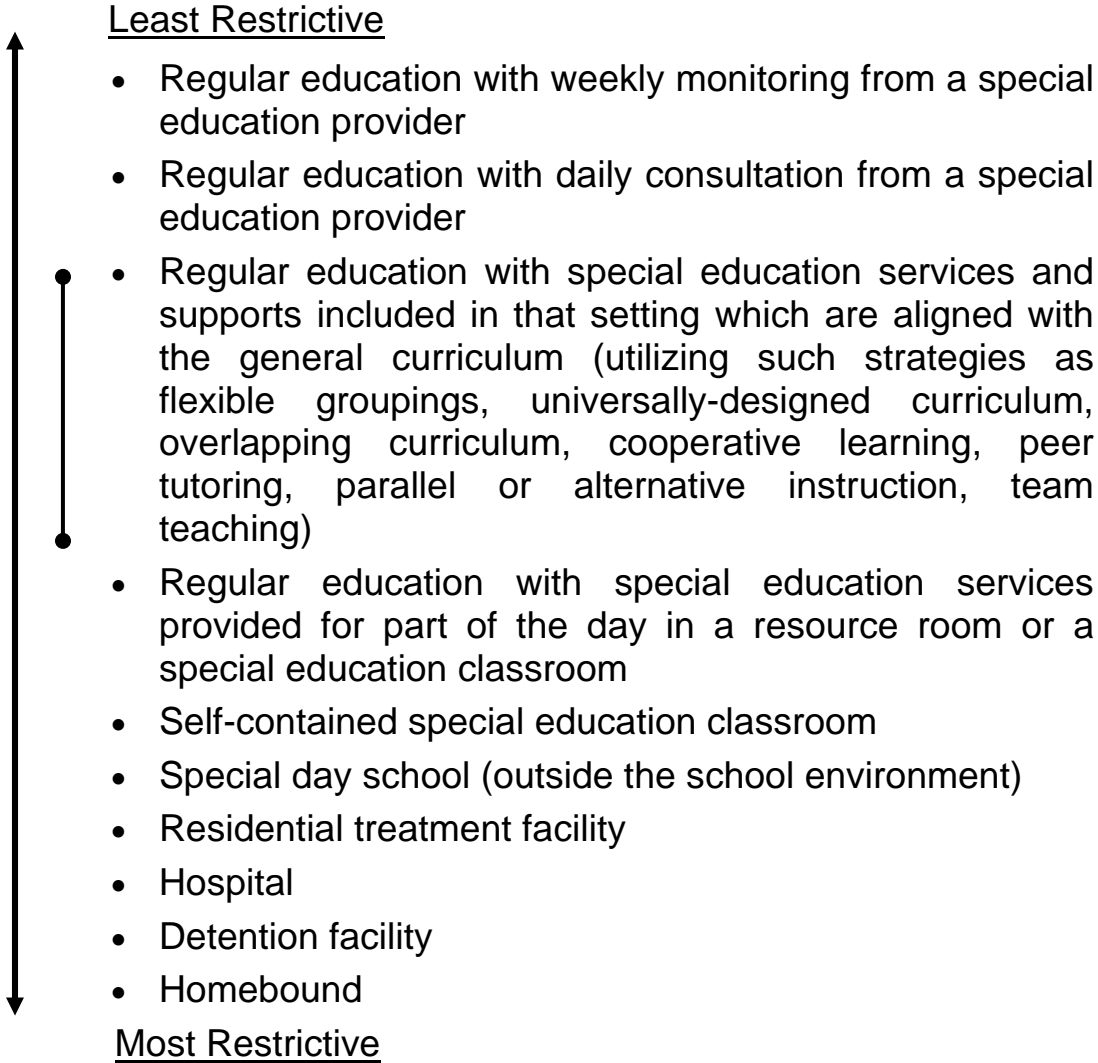 Least Restrictive
• Regular education with weekly monitoring from a special
education provider
• Regular education with daily consultation from a special
education provider
• Regular education with special education services and
supports included in that setting which are aligned with
the general curriculum (utilizing such strategies as
flexible groupings, universally-designed curriculum,
overlapping curriculum, cooperative learning, peer
tutoring, parallel or alternative instruction, team
teaching)
• Regular education with special education services
provided for part of the day in a resource room or a
special education classroom
• Self-contained special education classroom
• Special day school (outside the school environment)
• Residential treatment facility
• Hospital
• Detention facility
• Homebound
Most Restrictive